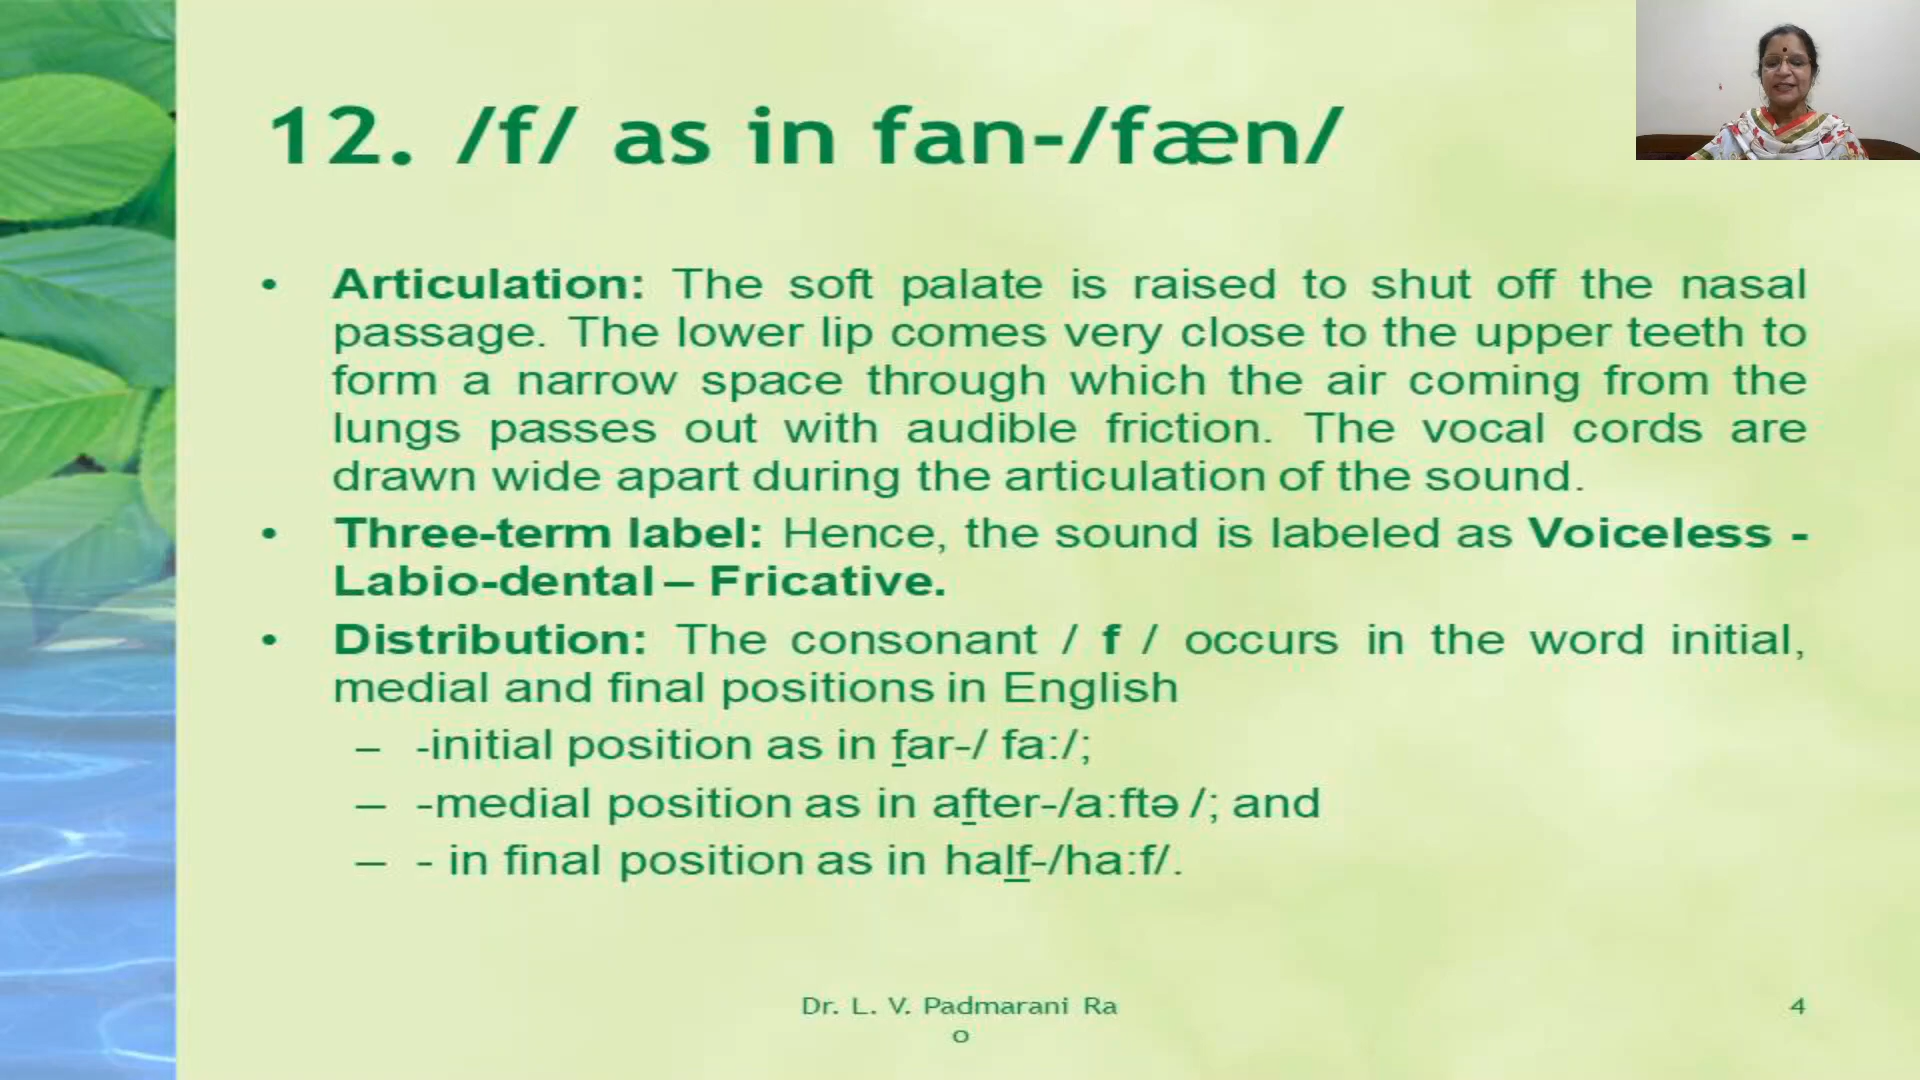 12. /f/ as in fan-/fæn/
• Articulation: The soft palate is raised to shut off the nasal
passage. The lower lip comes very close to the upper teeth to
form a narrow space through which the air coming from the
lungs passes out with audible friction. The vocal cords are
drawn wide apart during the articulation of the sound.
• Three-term label: Hence, the sound is labeled as Voiceless -
Labio-dental – Fricative.
• Distribution: The consonant / f / occurs in the word initial,
medial and final positions in English
– -initial position as in far-/ fa:/;
– -medial position as in after-/a:ftə /; and
– - in final position as in half-/ha:f/.
Dr. L. V. Padmarani Ra
o
4